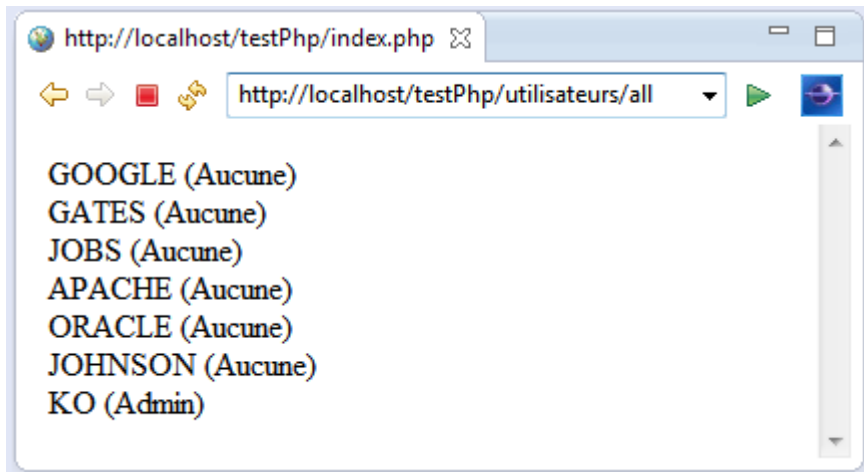 http://localhost/testPhp/index.php
http://localhost/testPhp/utilisateurs/all
GOOGLE (Aucune)
GATES (Aucune)
JOBS (Aucune)
APACHE (Aucune)
ORACLE (Aucune)
JOHNSON (Aucune)
KO (Admin)